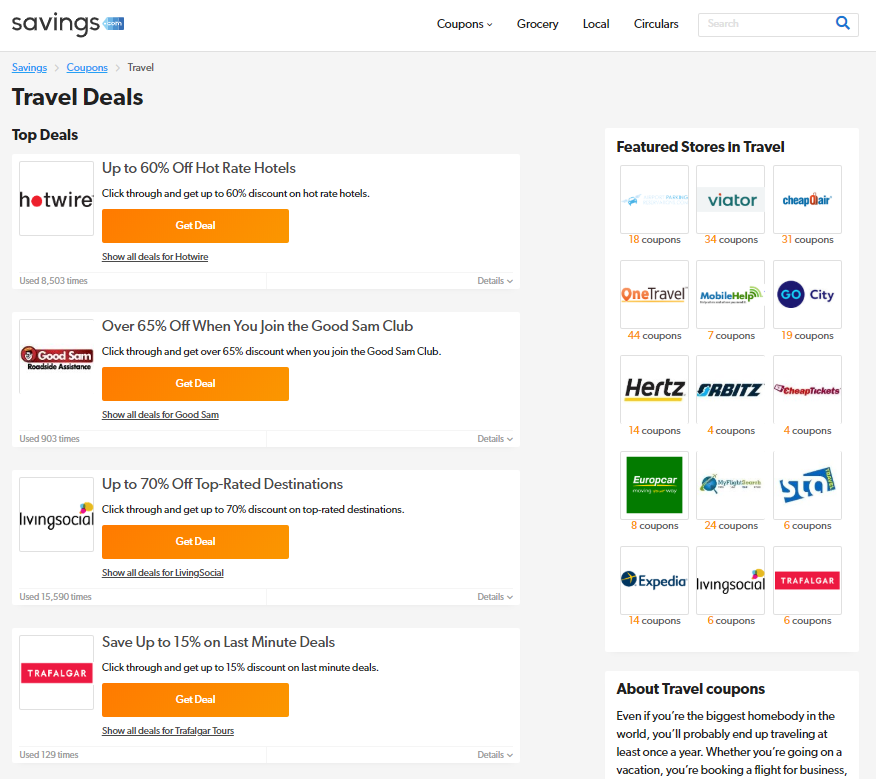 savings.com
Coupons
Grocery
Local
Circulars
Search
Savings > Coupons > Travel
Travel Deals
Top Deals
hotwire
Up to 60% Off Hot Rate Hotels
Click through and get up to 60% discount on hot rate hotels.
Get Deal
Show all deals for Hotwire
Used 8,503 times
Details
Good Sam
Roadside Assistance
Over 65% Off When You Join the Good Sam Club
Click through and get over 65% discount when you join the Good Sam Club.
Get Deal
Show all deals for Good Sam
Used 903 times
Details
livingsocial
Up to 70% Off Top-Rated Destinations
Click through and get up to 70% discount on top-rated destinations.
Get Deal
Show all deals for LivingSocial
Used 15,590 times
Details
TRAFALGAR
Save Up to 15% on Last Minute Deals
Click through and get up to 15% discount on last minute deals.
Get Deal
Show all deals for Trafalgar Tours
Used 129 times
Details
Featured Stores in Travel
viator
cheapOair
18 coupons
34 coupons
31 coupons
OneTravel
MobileHelp
GO City
44 coupons
7 coupons
19 coupons
Hertz
ORBITZ
CheapTickets
14 coupons
4 coupons
4 coupons
Europcar
moving your way
MyFlightSearch
STA TRAVEL
8 coupons
24 coupons
6 coupons
Expedia
livingsocial
TRAFALGAR
14 coupons
6 coupons
6 coupons
About Travel coupons
Even if you're the biggest homebody in the
world, you'll probably end up traveling at
least once a year. Whether you're going on a
vacation, you're booking a flight for business,